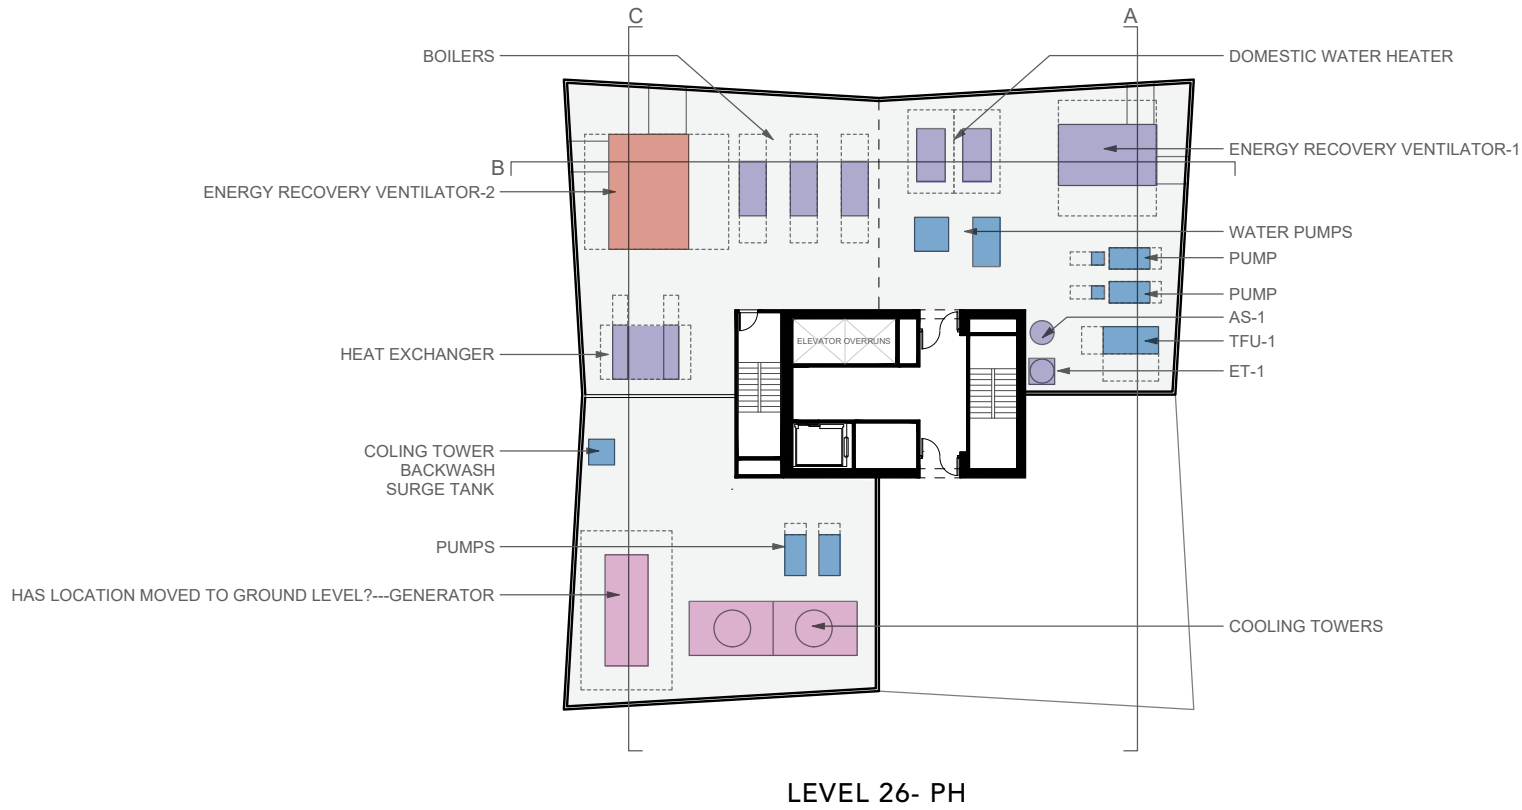 C
A
BOILERS
DOMESTIC WATER HEATER
ENERGY RECOVERY VENTILATOR-1
B
ENERGY RECOVERY VENTILATOR-2
WATER PUMPS
PUMP
PUMP
AS-1
ELEVATOR OVERRUNS
TFU-1
HEAT EXCHANGER
ET-1
COLING TOWER
BACKWASH
SURGE TANK
PUMPS
HAS LOCATION MOVED TO GROUND LEVEL?---GENERATOR
COOLING TOWERS
LEVEL 26- PH